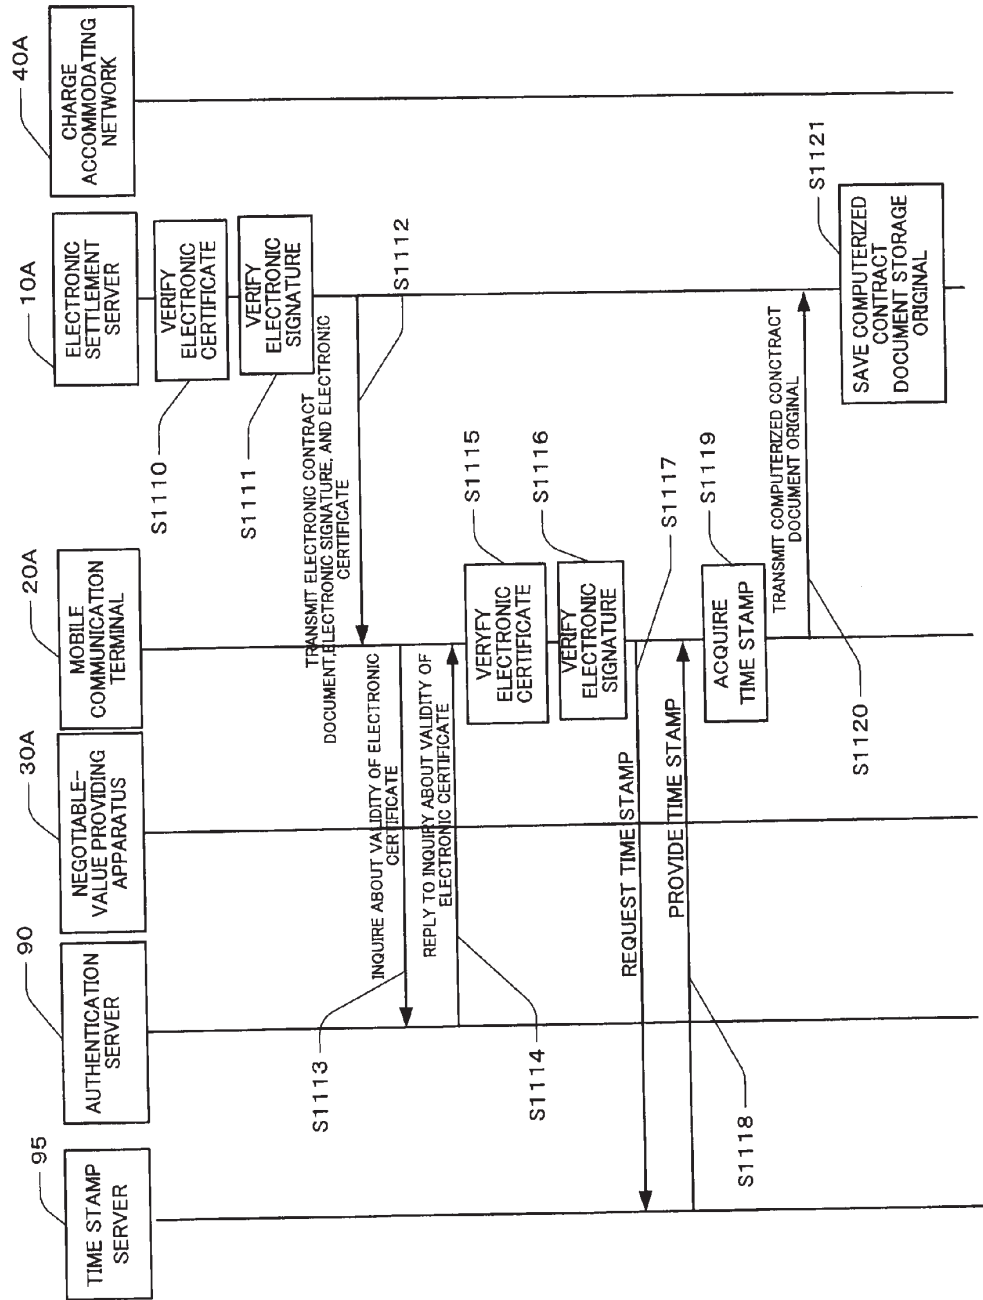 95
TIME STAMP
SERVER
90
AUTHENTICATION
SERVER
30A
NEGOTIABLE-
VALUE PROVIDING
APPARATUS
20A
MOBILE
COMMUNICATION
TERMINAL
10A
ELECTRONIC
SETTLEMENT
SERVER
40A
CHARGE
ACCOMMODATING
NETWORK
S1110
VERIFY
ELECTRONIC
CERTIFICATE
S1111
VERIFY
ELECTRONIC
SIGNATURE
TRANSMIT ELECTRONIC CONTRACT
DOCUMENT,ELECTRONIC SIGNATURE, AND ELECTRONIC
CERTIFICATE
S1112
S1113
INQUIRE ABOUT VALIDITY OF ELECTRONIC
CERTIFICATE
REPLY TO INQUIRY ABOUT VALIDITY OF
ELECTRONIC CERTIFICATE
S1114
VERYFY
ELECTRONIC
CERTIFICATE
S1115
VERIFY
ELECTRONIC
SIGNATURE
S1116
REQUEST TIME STAMP
S1117
PROVIDE TIME STAMP
S1118
ACQUIRE
TIME STAMP
S1119
TRANSMIT COMPUTERIZED CONCTRACT
DOCUMENT ORIGINAL
S1120
SAVE COMPUTERIZED
CONTRACT
DOCUMENT STORAGE
ORIGINAL
S1121